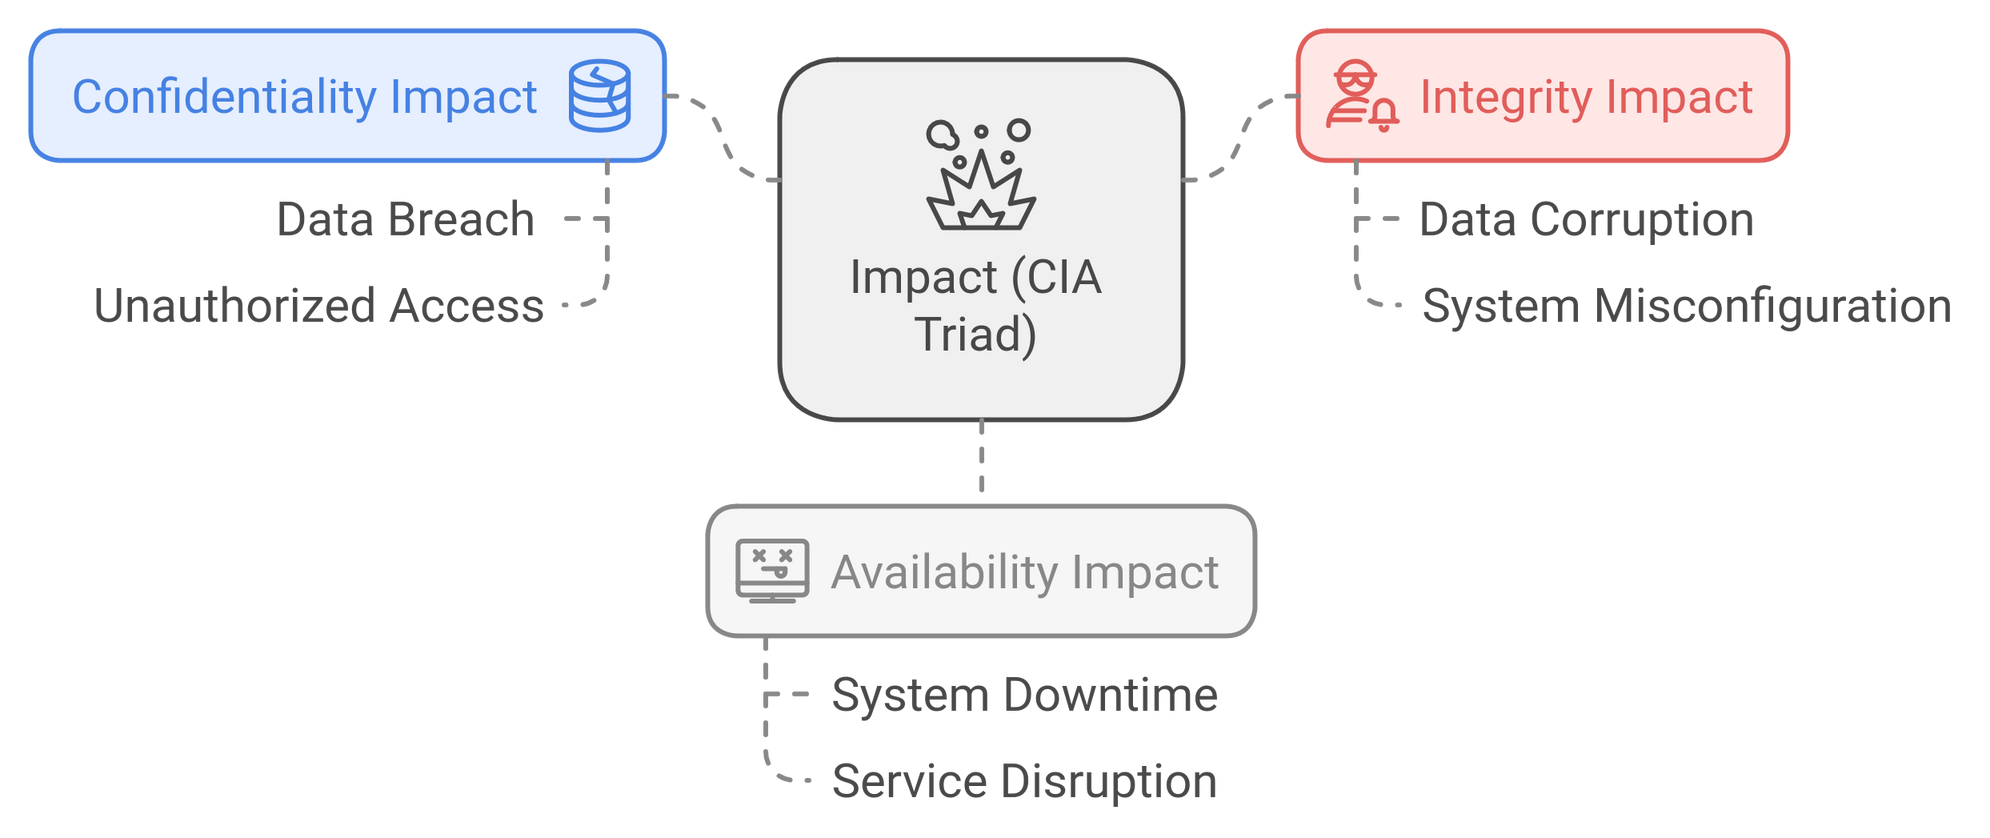 Confidentiality Impact
Data Breach
Unauthorized Access
Impact (CIA
Triad)
Integrity Impact
Data Corruption
System Misconfiguration
Availability Impact
System Downtime
Service Disruption